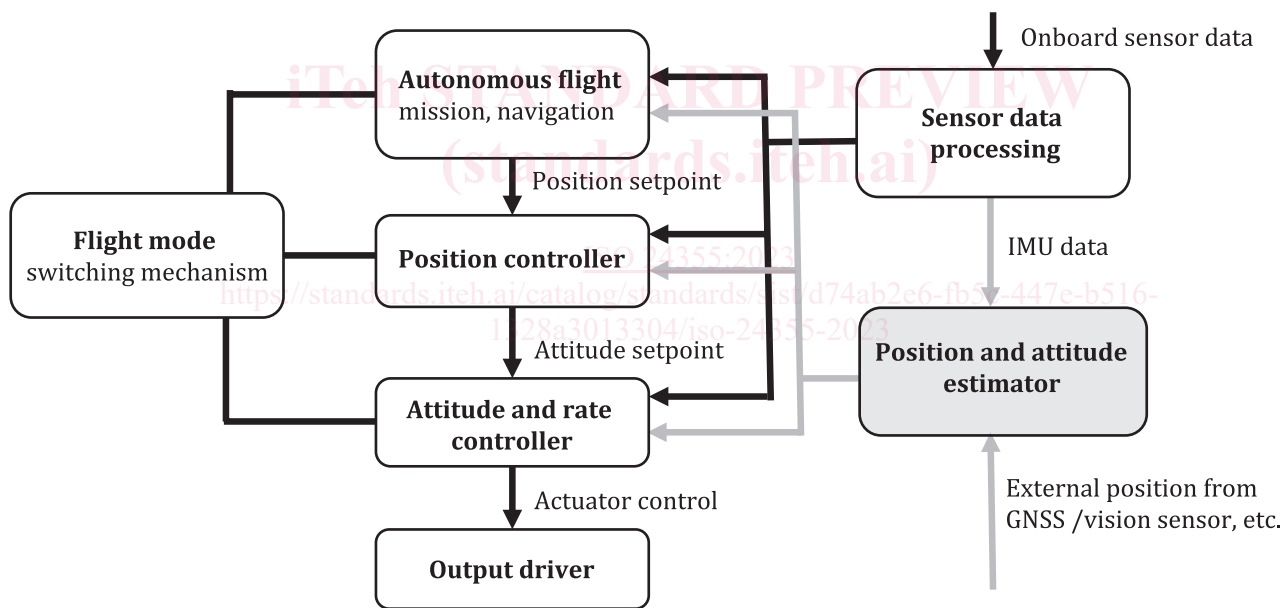 Onboard sensor data
iTeh STANDARD PREVIEW
(standards.iteh.ai)
Autonomous flight
mission, navigation
Sensor data
processing
Position setpoint
Flight mode
switching mechanism
Position controller
IMU data
ISO 24355:2023
https://standards.iteh.ai/catalog/standards/sist/d74ab2e6-fb5-447e-b516-
1328a3013304/iso-24355-2023
Attitude setpoint
Position and attitude
estimator
Attitude and rate
controller
Actuator control
External position from
GNSS /vision sensor, etc.
Output driver